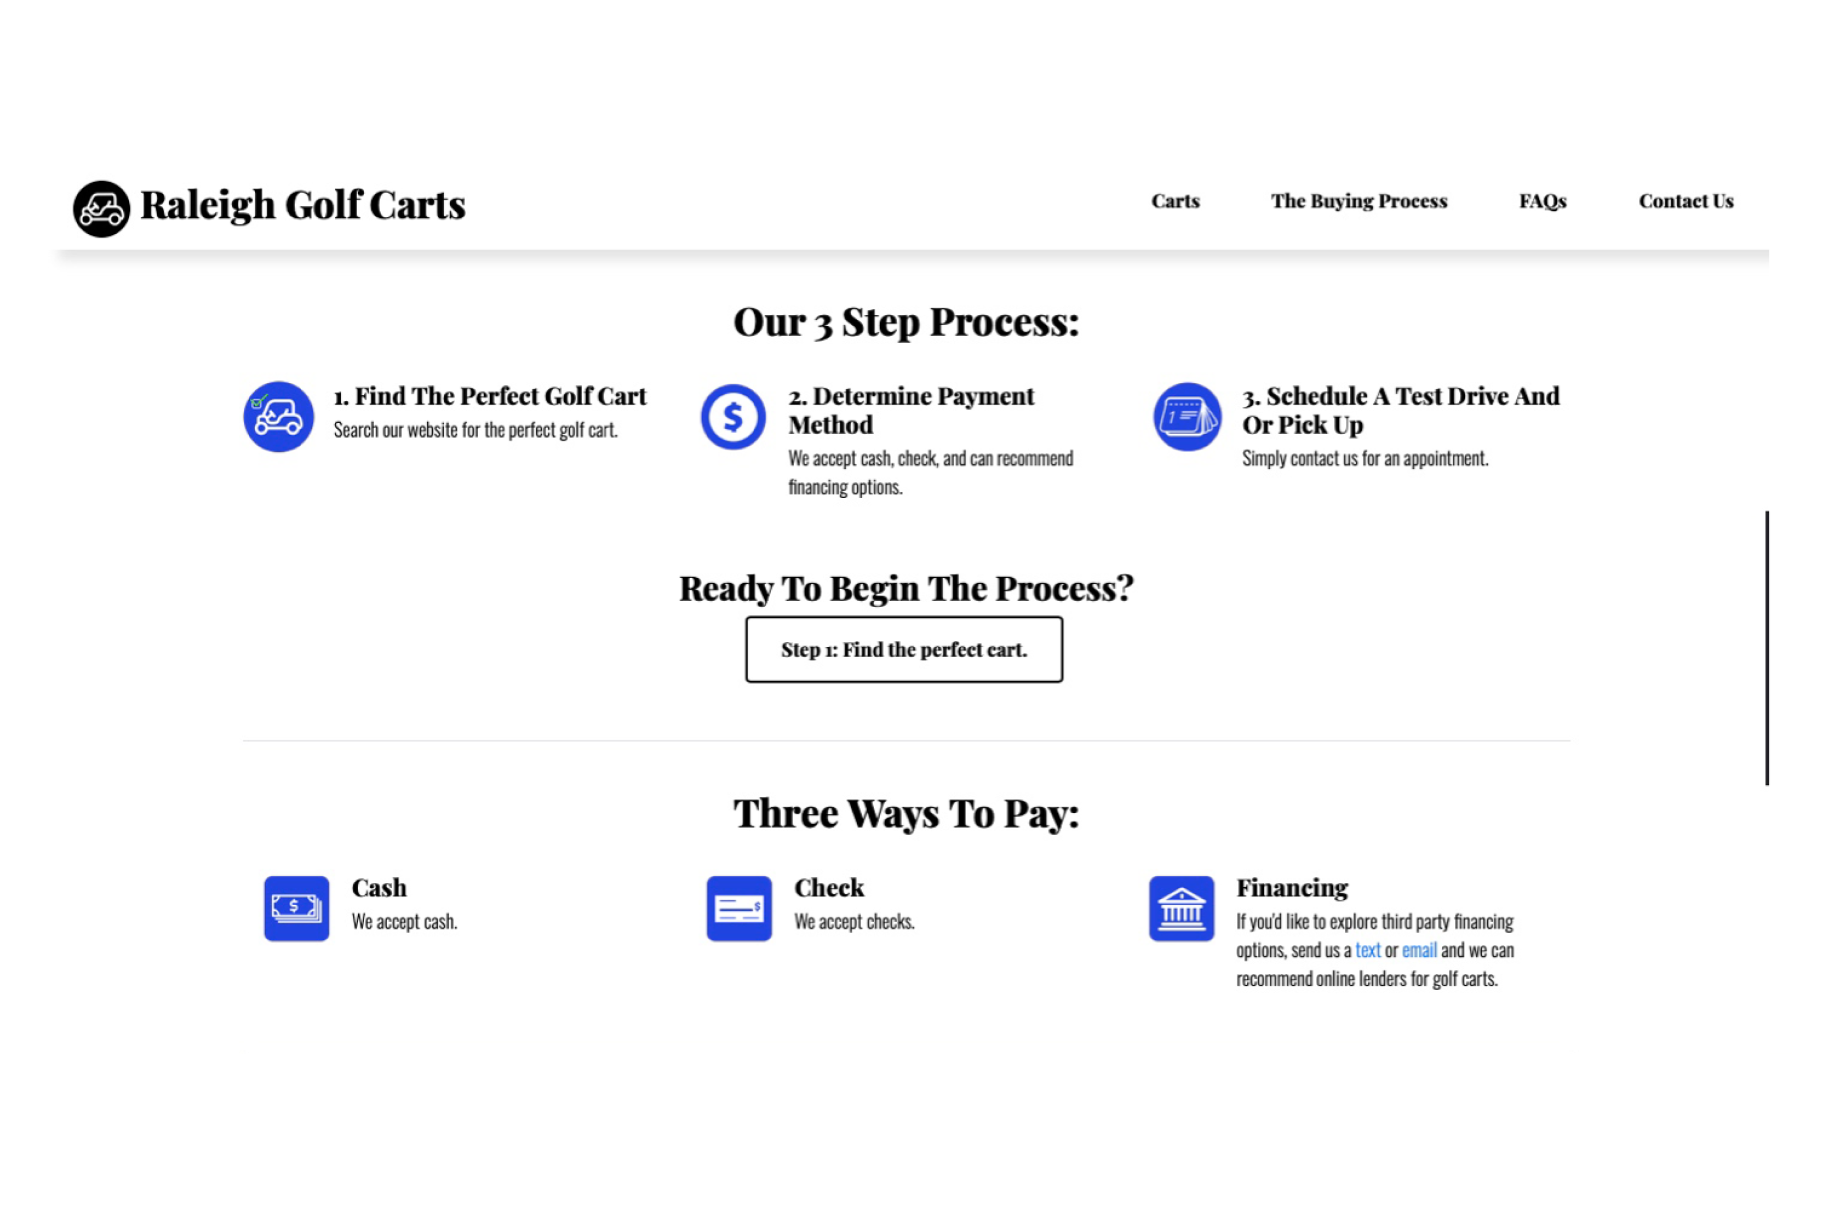 Raleigh Golf Carts
Carts
The Buying Process
FAQs
Contact Us
Our 3 Step Process:
1. Find The Perfect Golf Cart
Search our website for the perfect golf cart.
2. Determine Payment
Method
We accept cash, check, and can recommend
financing options.
3. Schedule A Test Drive And
Or Pick Up
Simply contact us for an appointment.
Ready To Begin The Process?
Step 1: Find the perfect cart.
Three Ways To Pay:
Cash
We accept cash.
Check
We accept checks.
Financing
If you'd like to explore third party financing
options, send us a text or email and we can
recommend online lenders for golf carts.